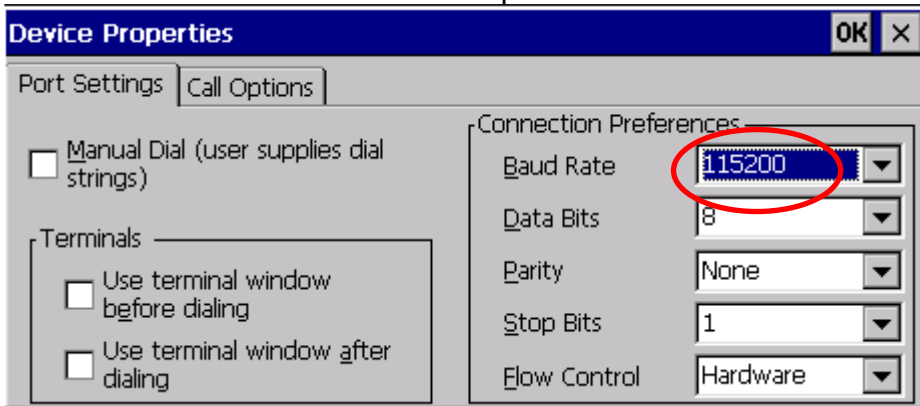 Device Properties OK ×
Port Settings Call Options
Manual Dial (user supplies dial
strings)
Terminals
Use terminal window
before dialing
Use terminal window after
dialing
Connection Preferences
Baud Rate 115200
Data Bits 8
Parity None
Stop Bits 1
Flow Control Hardware